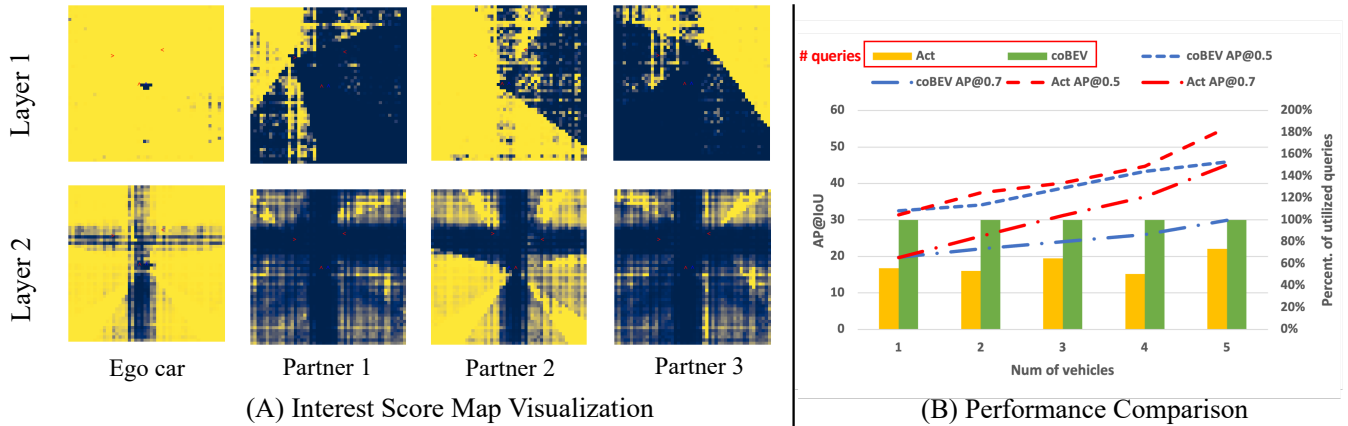 Layer 1
Layer 2
Ego car
Partner 1
Partner 2
Partner 3
(A) Interest Score Map Visualization
# queries
Act
coBEV
coBEV AP@0.5
coBEV AP@0.7
Act AP@0.5
Act AP@0.7
60
50
40
30
20
10
0
AP@IoU
200%
180%
160%
140%
120%
100%
80%
60%
40%
20%
0%
Percent. of utilized queries
1 2 3 4 5
Num of vehicles
(B) Performance Comparison